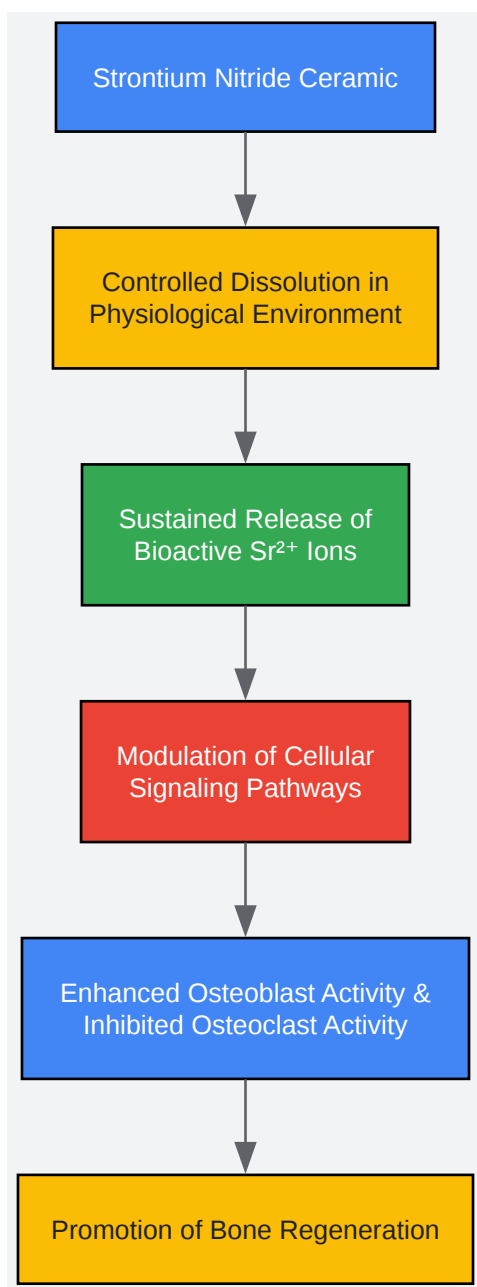 Strontium Nitride Ceramic
Controlled Dissolution in
Physiological Environment
Sustained Release of
Bioactive Sr²⁺ Ions
Modulation of Cellular
Signaling Pathways
Enhanced Osteoblast Activity &
Inhibited Osteoclast Activity
Promotion of Bone Regeneration